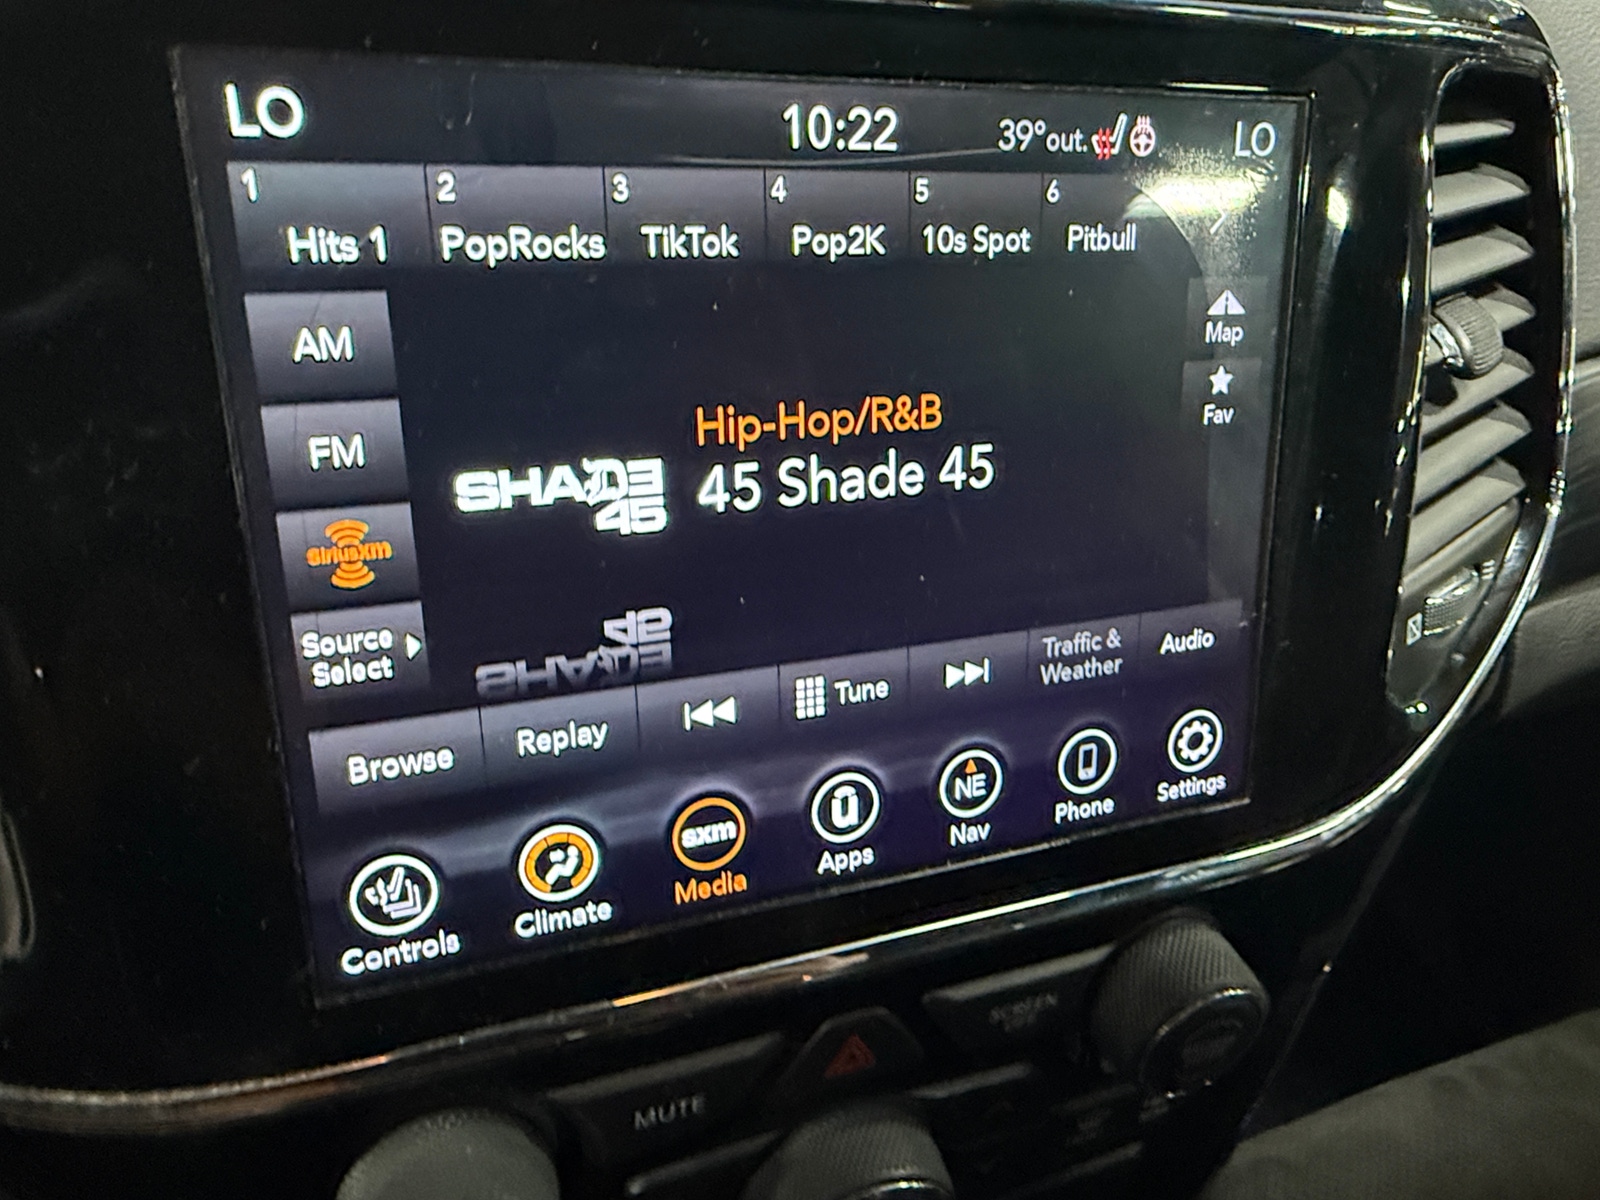 LO 10:22 39° out. LO
1 2 3 4 5 6
Hits 1 PopRocks TikTok Pop2K 10s Spot Pitbull
AM
Map
FM
Fav
Hip-Hop/R&B
SHADE 45
45 Shade 45
siriusxm
Source
Select
Browse Replay Tune Traffic & Weather Audio
sxm
NE
Controls Climate Media Apps Nav Phone Settings
SCREEN
OFF
MUTE